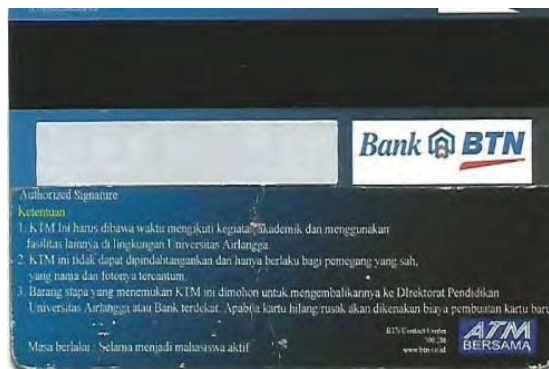 Bank BTN
Authorized Signature
Ketentuan
1. KTM Ini harus dibawa waktu mengikuti kegiatan akademik dan menggunakan
fasilitas lainnya di lingkungan Universitas Airlangga
2. KTM ini tidak dapat dipindahtangankan dan hanya berlaku bagi pemegang yang sah,
yang nama dan fotonya tercantum.
3. Barang siapa yang menemukan KTM ini dimohon untuk mengembalikannya ke DIrektorat Pendidikan
Universitas Airlangga atau Bank terdekat. Apabila kartu hilang/rusak akan dikenakan biaya pembuatan kartu baru
Masa berlaku : Selama menjadi mahasiswa aktif
BTN Contact Center
www.btn.co.id
ATM
BERSAMA